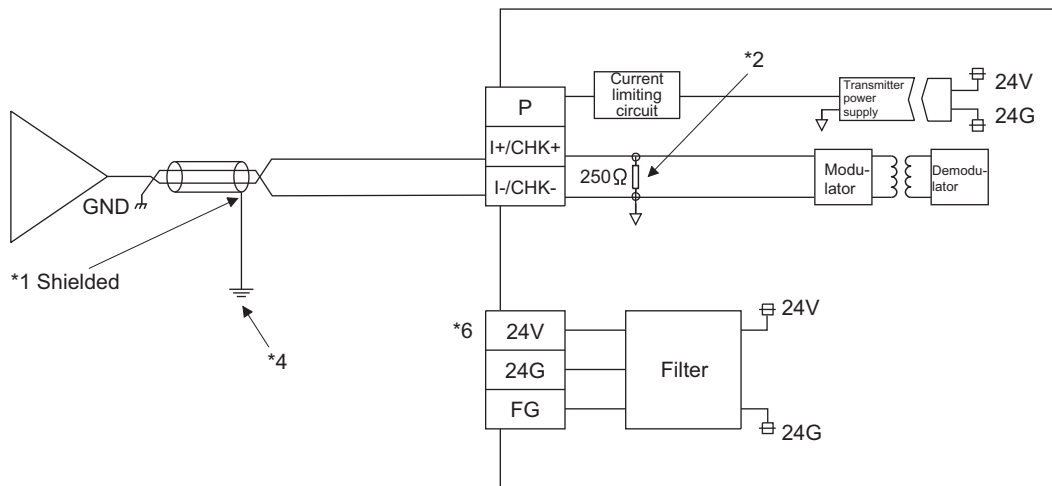 *2
P
Current
limiting
circuit
Transmitter
power
supply
24V
24G
I+/CHK+
I-/CHK-
250Ω
Modu-
lator
Demodu-
lator
GND
*1 Shielded
*4
*6
24V
24G
FG
Filter
24V
24G